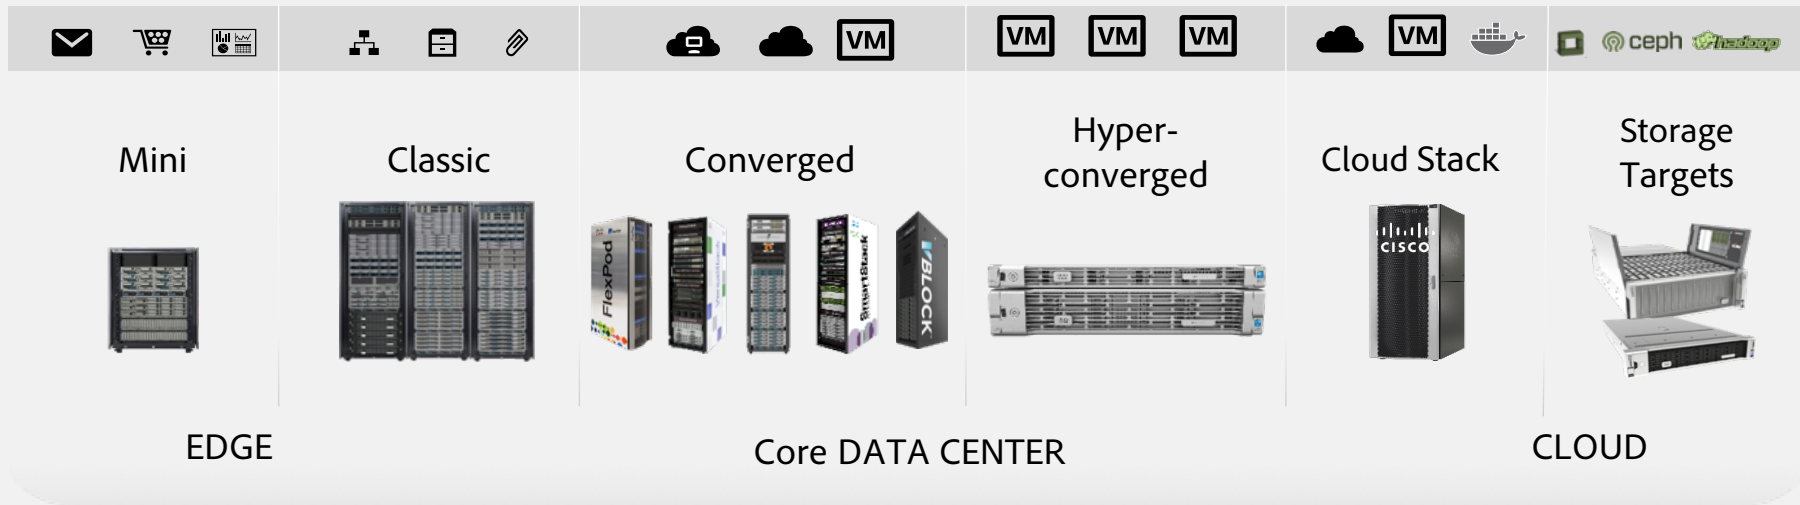 VM
VM
VM
VM
VM
ceph
hadoop
Mini
Classic
Converged
Hyper-
converged
Cloud Stack
Storage
Targets
FlexPod
SmartStack
VBLOCK
CISCO
EDGE
Core DATA CENTER
CLOUD